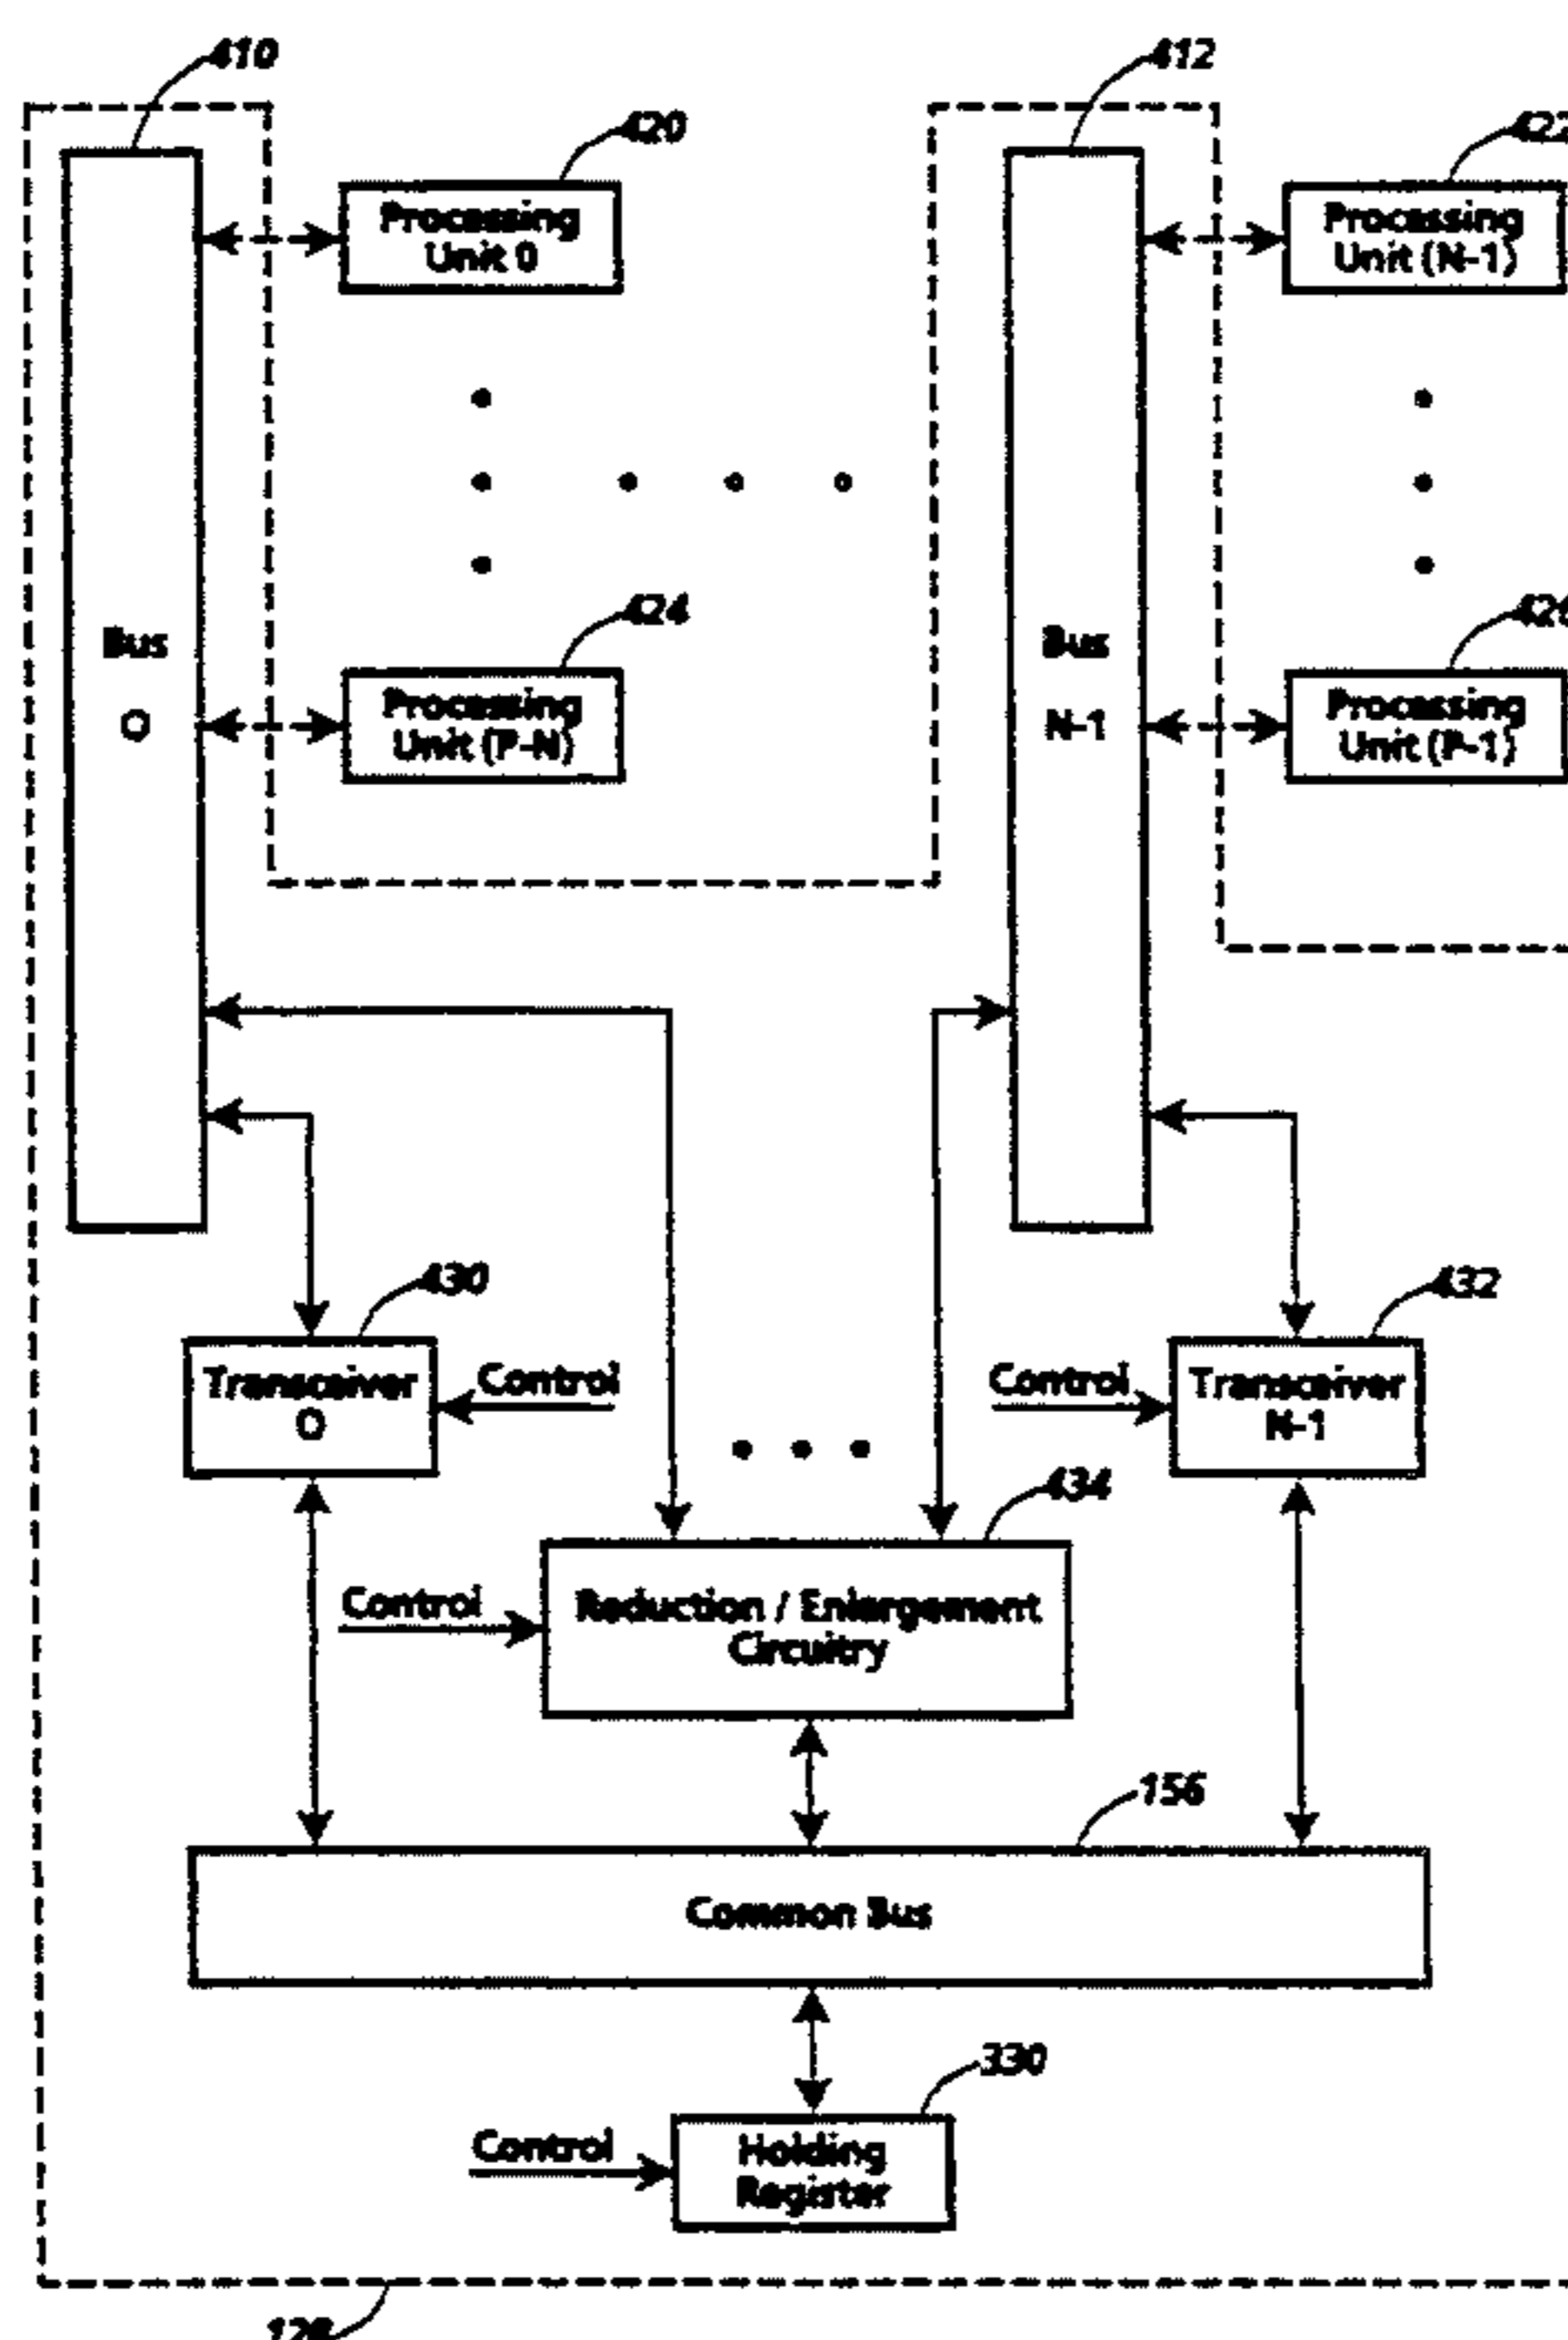 410
412
420
422
Processing
Unit 0
Processing
Unit (N-1)
424
Bus
O
Processing
Unit (P-N)
Bus
N-1
Processing
Unit (P-1)
430
432
Transceiver
O
Control
Control
Transceiver
N-1
434
Control
Reduction / Enlargement
Circuitry
156
Common Bus
330
Control
Holding
Register